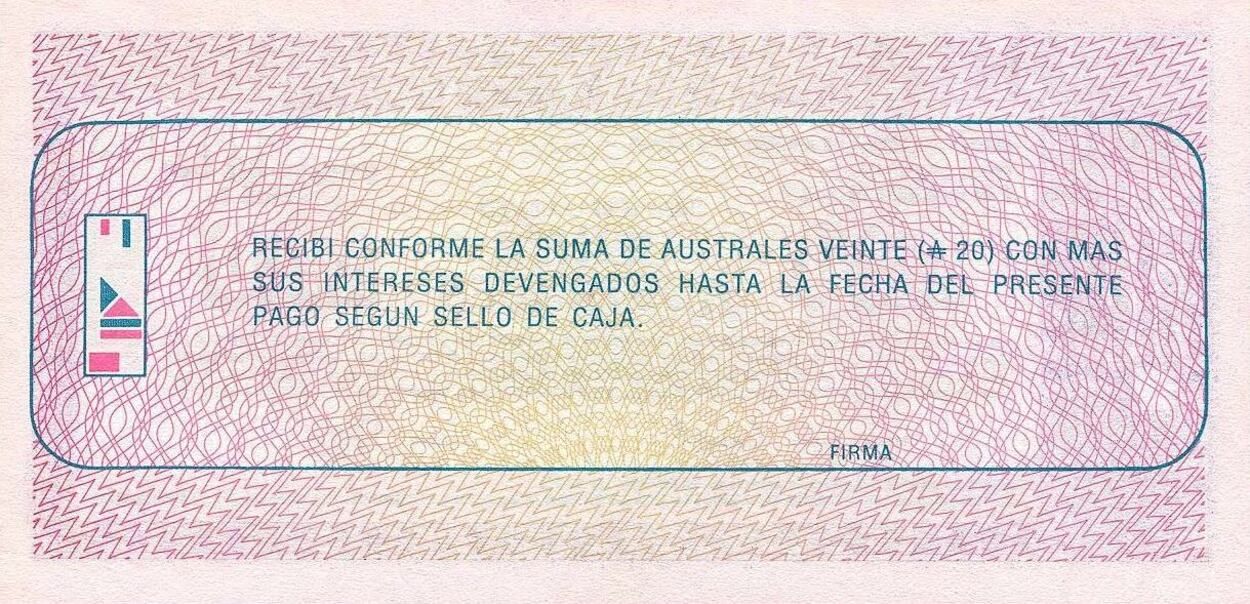 RECIBI CONFORME LA SUMA DE AUSTRALES VEINTE (₳ 20) CON MAS
SUS INTERESES DEVENGADOS HASTA LA FECHA DEL PRESENTE
PAGO SEGUN SELLO DE CAJA.
FIRMA